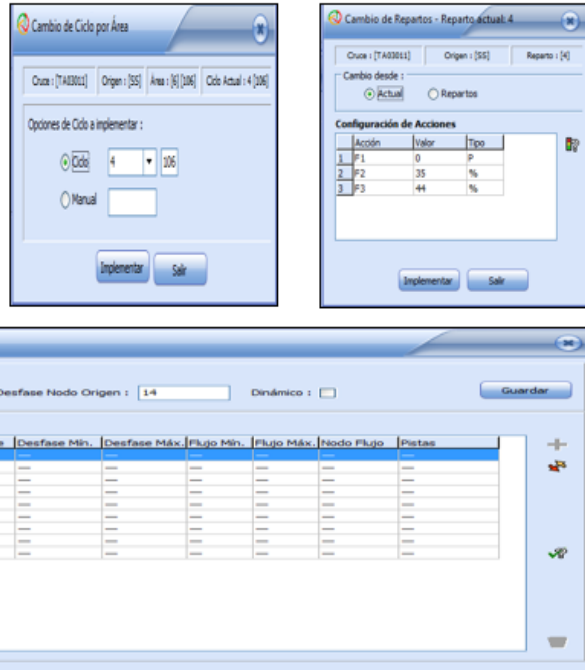 Cambio de Ciclo por Área
Cruce : [TA03011] Origen : [SS] Área : [6] [106] Ciclo Actual : 4 [106]
Opciones de Ciclo a implementar :
Ciclo 4 106
Manual
Implementar Salir
Cambio de Repartos - Reparto actual: 4
Cruce : [TA03011] Origen : [SS] Reparto : [4]
Cambio desde :
Actual Repartos
Configuración de Acciones
Acción Valor Tipo
1 F1 0 P
2 F2 35 %
3 F3 44 %
Implementar Salir
Desfase Nodo Origen : 14 Dinámico : Guardar
e Desfase Mín. Desfase Máx. Flujo Mín. Flujo Máx. Nodo Flujo Pistas